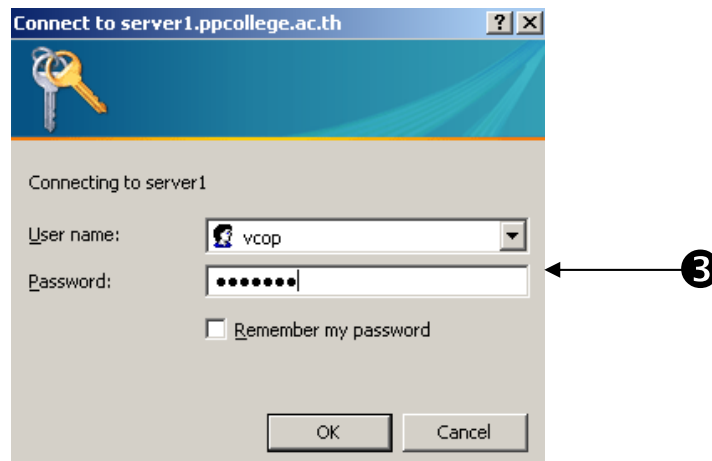 Connect to server1.ppcollege.ac.th
Connecting to server1
User name: vcop
Password: •••••••
Remember my password
OK Cancel
❸